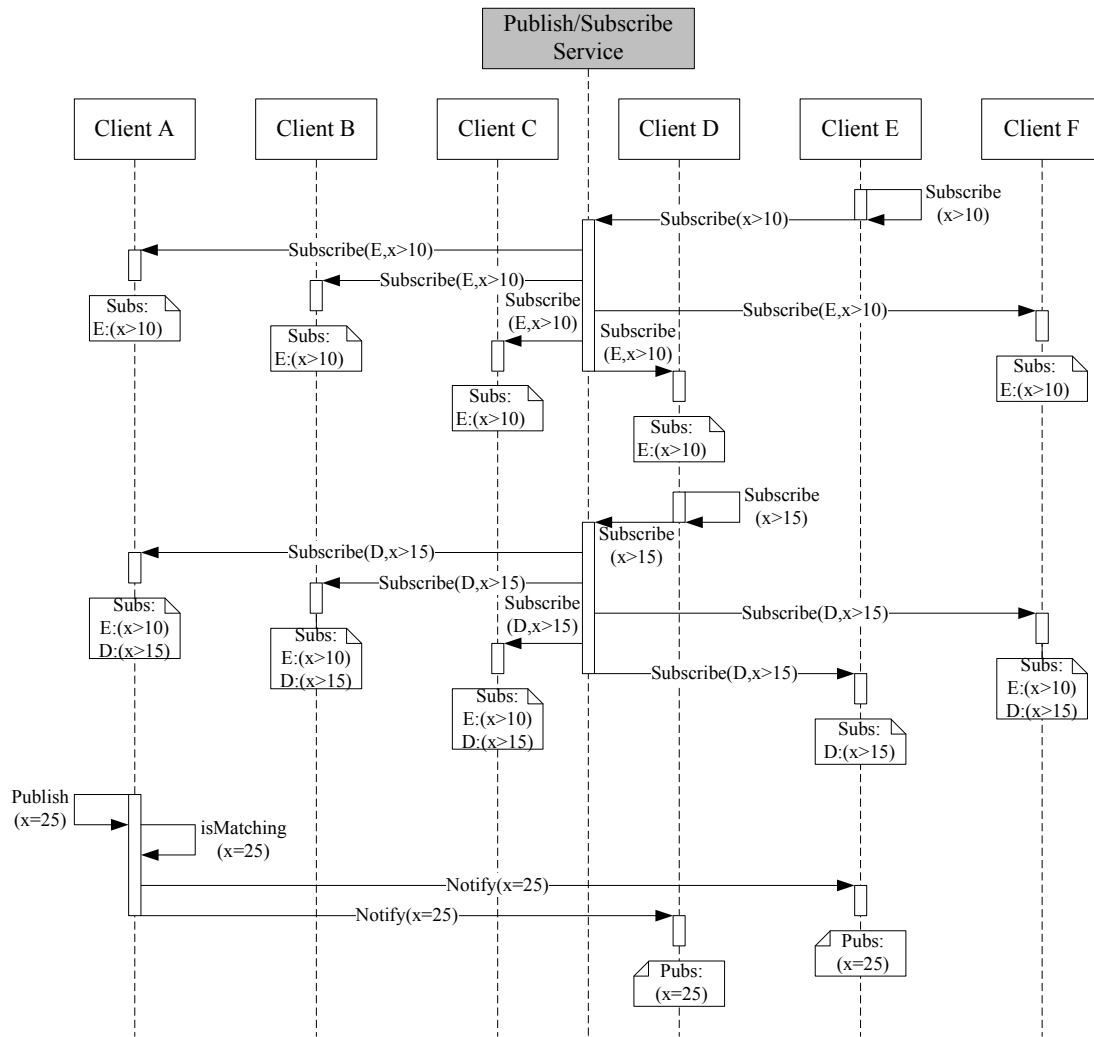 Publish/Subscribe
Service
Client A
Client B
Client C
Client D
Client E
Client F
Subscribe
(x>10)
Subscribe(x>10)
Subscribe(E,x>10)
Subscribe(E,x>10)
Subscribe
(E,x>10)
Subscribe(E,x>10)
Subscribe
(E,x>10)
Subs:
E:(x>10)
Subs:
E:(x>10)
Subs:
E:(x>10)
Subs:
E:(x>10)
Subs:
E:(x>10)
Subscribe
(x>15)
Subscribe
(x>15)
Subscribe(D,x>15)
Subscribe(D,x>15)
Subscribe
(D,x>15)
Subscribe(D,x>15)
Subscribe(D,x>15)
Subs:
E:(x>10)
D:(x>15)
Subs:
E:(x>10)
D:(x>15)
Subs:
E:(x>10)
D:(x>15)
Subs:
D:(x>15)
Subs:
E:(x>10)
D:(x>15)
Publish
(x=25)
isMatching
(x=25)
Notify(x=25)
Notify(x=25)
Pubs:
(x=25)
Pubs:
(x=25)